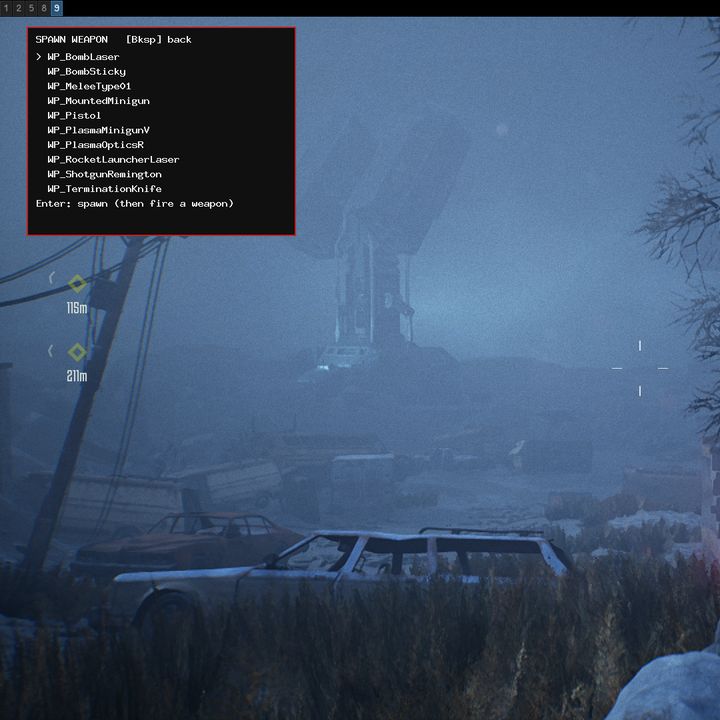 1 2 5 8 9
SPAWN WEAPON [Bksp] back
> WP_BombLaser
WP_BombSticky
WP_MeleeType01
WP_MountedMinigun
WP_Pistol
WP_PlasmaMinigunV
WP_PlasmaOpticsR
WP_RocketLauncherLaser
WP_ShotgunRemington
WP_TerminationKnife
Enter: spawn (then fire a weapon)
115m
211m